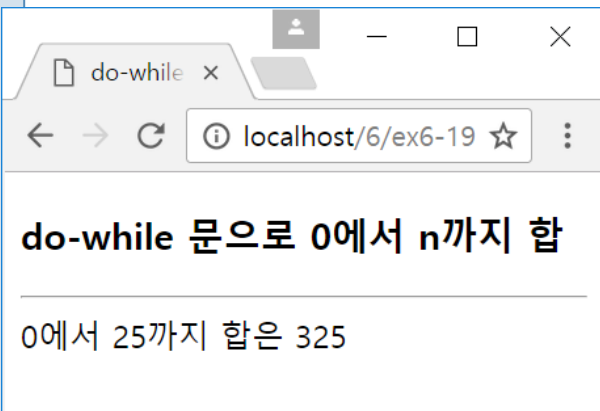 do-while
localhost/6/ex6-19
do-while 문으로 0에서 n까지 합
0에서 25까지 합은 325